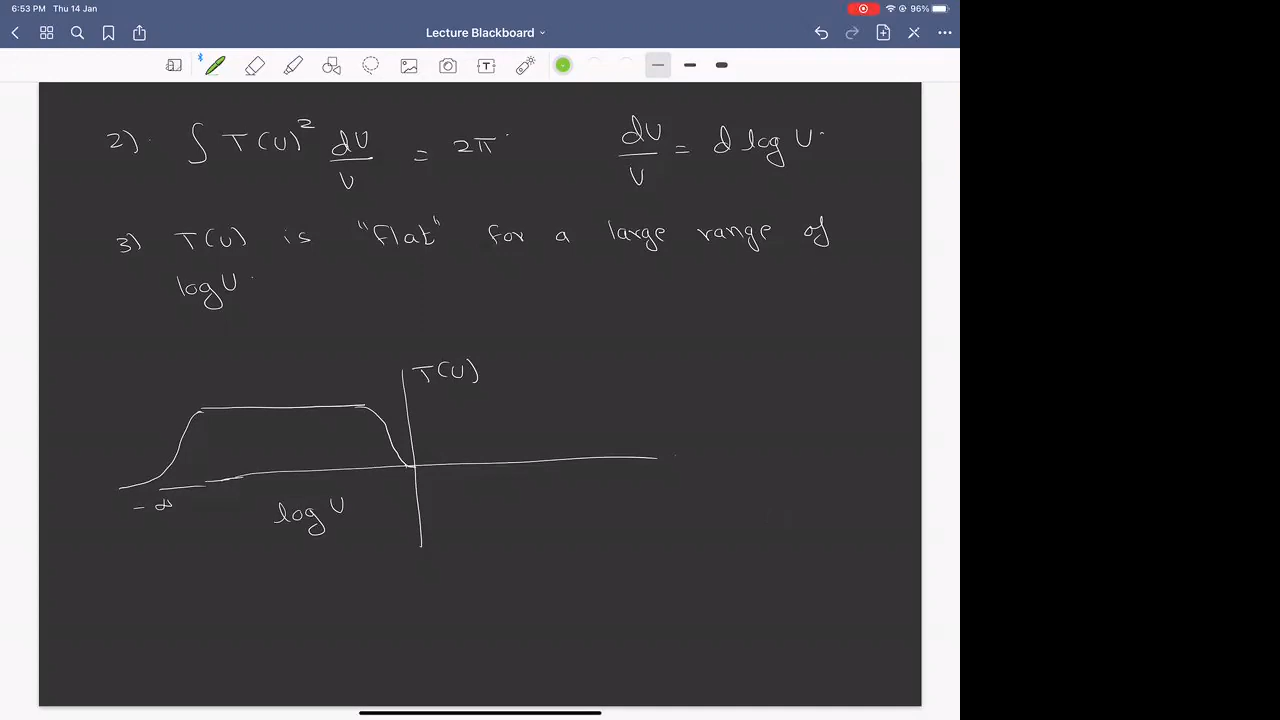 6:53 PM Thu 14 Jan 96%
Lecture Blackboard
2). ∫ T(U)² dU/U = 2π. dU/U = d log U.
3) T(U) is "flat" for a large range of
log U.
T(U)
- ∞
log U